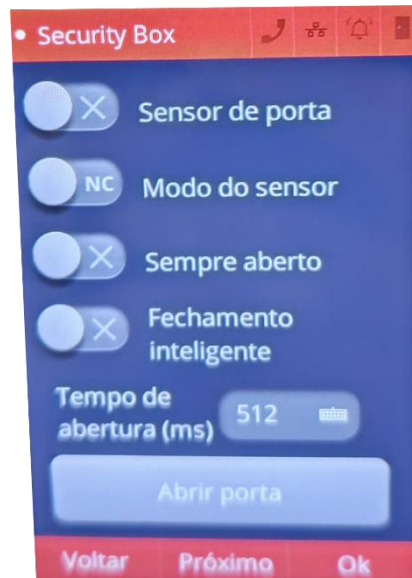 Security Box
Sensor de porta
NC
Modo do sensor
Sempre aberto
Fechamento
inteligente
Tempo de
abertura (ms)
512
Abrir porta
Voltar Próximo Ok